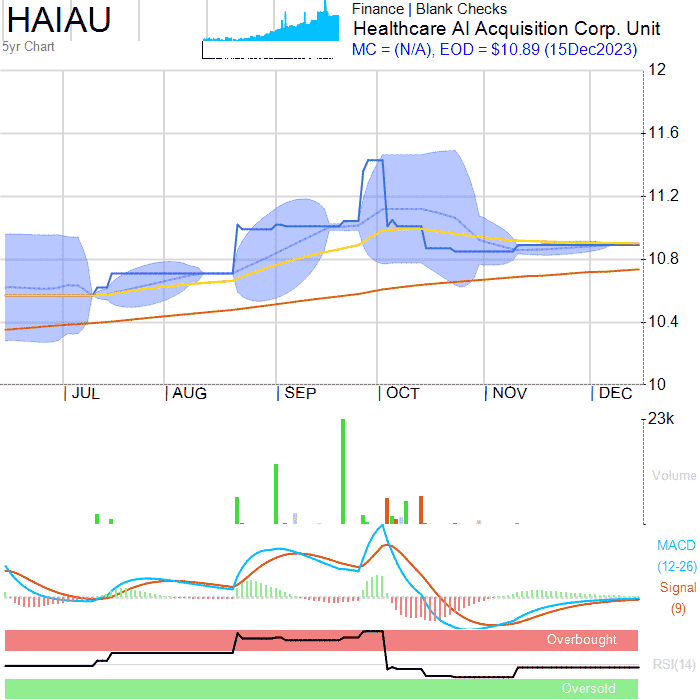 HAIAU
5yr Chart
Finance | Blank Checks
Healthcare AI Acquisition Corp. Unit
MC = (N/A), EOD = $10.89 (15Dec2023)
12
11.6
11.2
10.8
10.4
10
JUL AUG SEP OCT NOV DEC
23k
Volume
MACD
(12-26)
Signal
(9)
Overbought
RSI(14)
Oversold